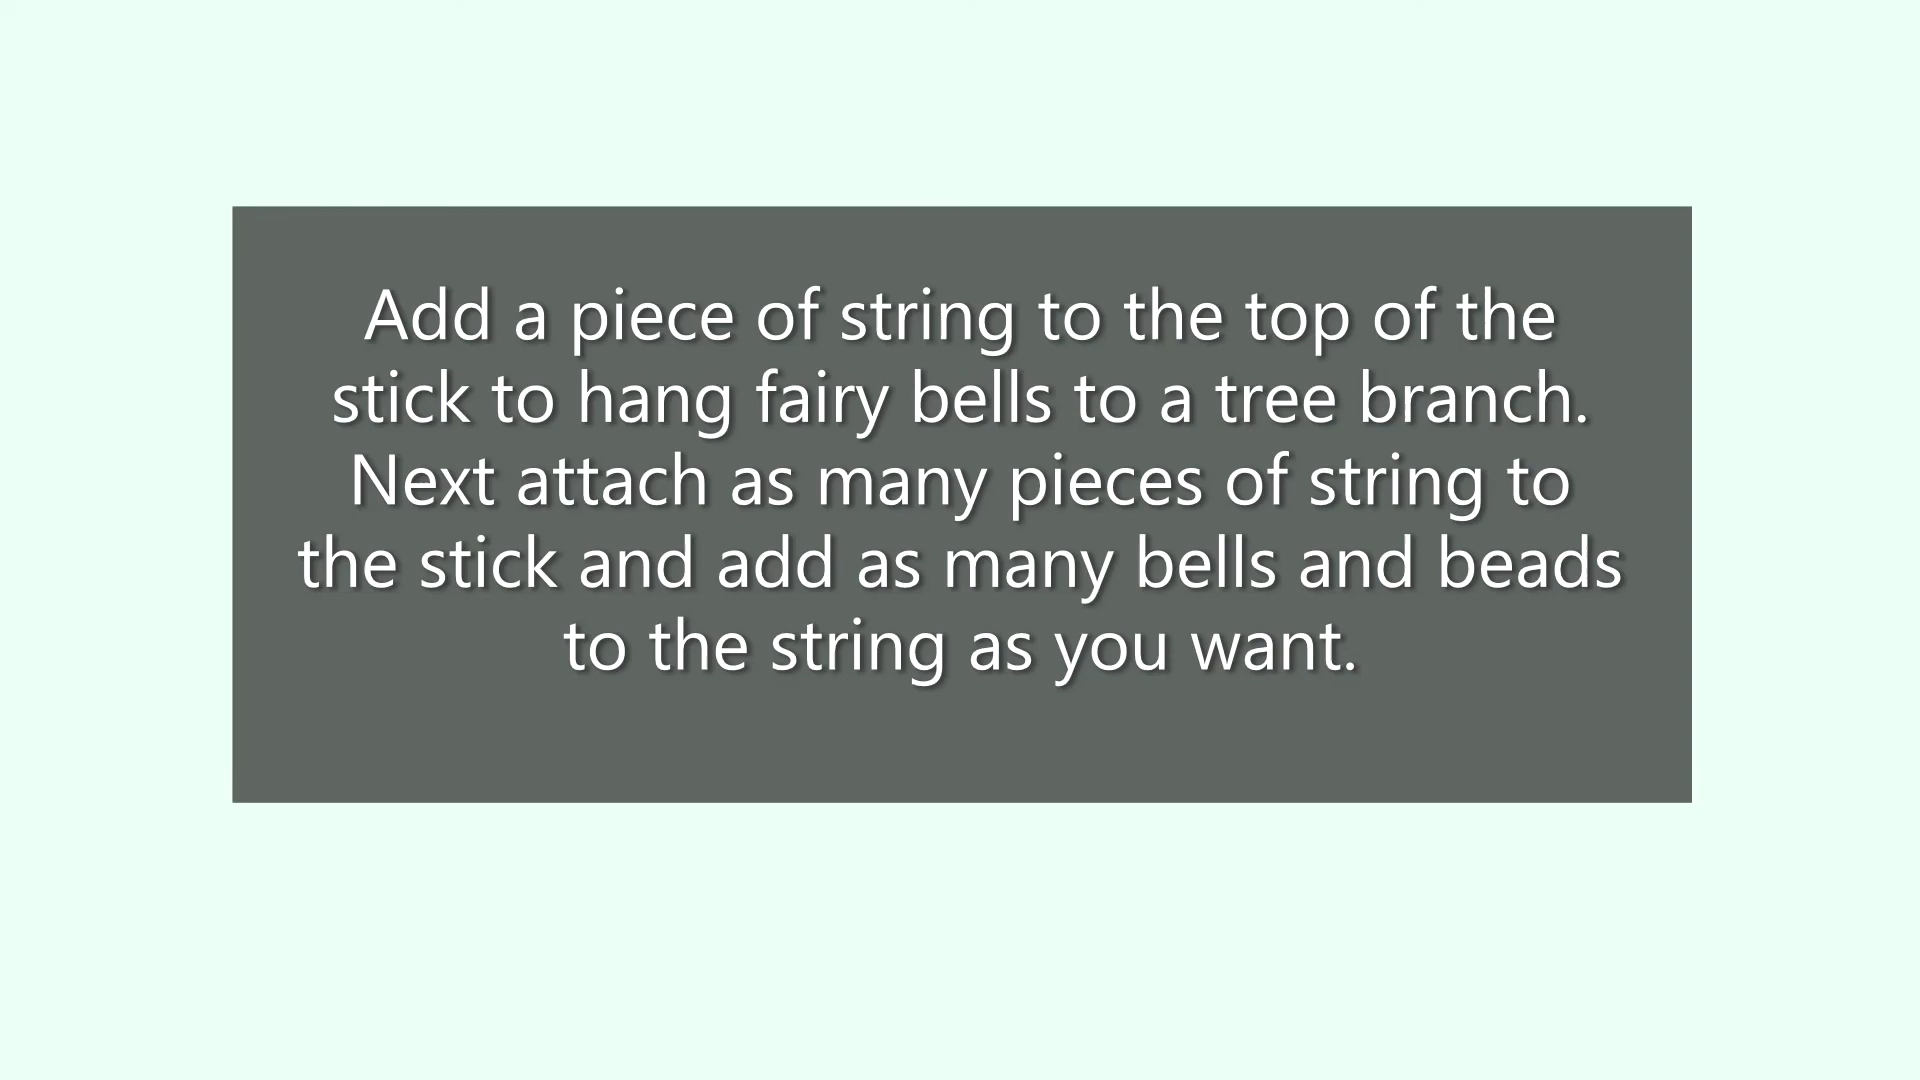 Add a piece of string to the top of the
stick to hang fairy bells to a tree branch.
Next attach as many pieces of string to
the stick and add as many bells and beads
to the string as you want.